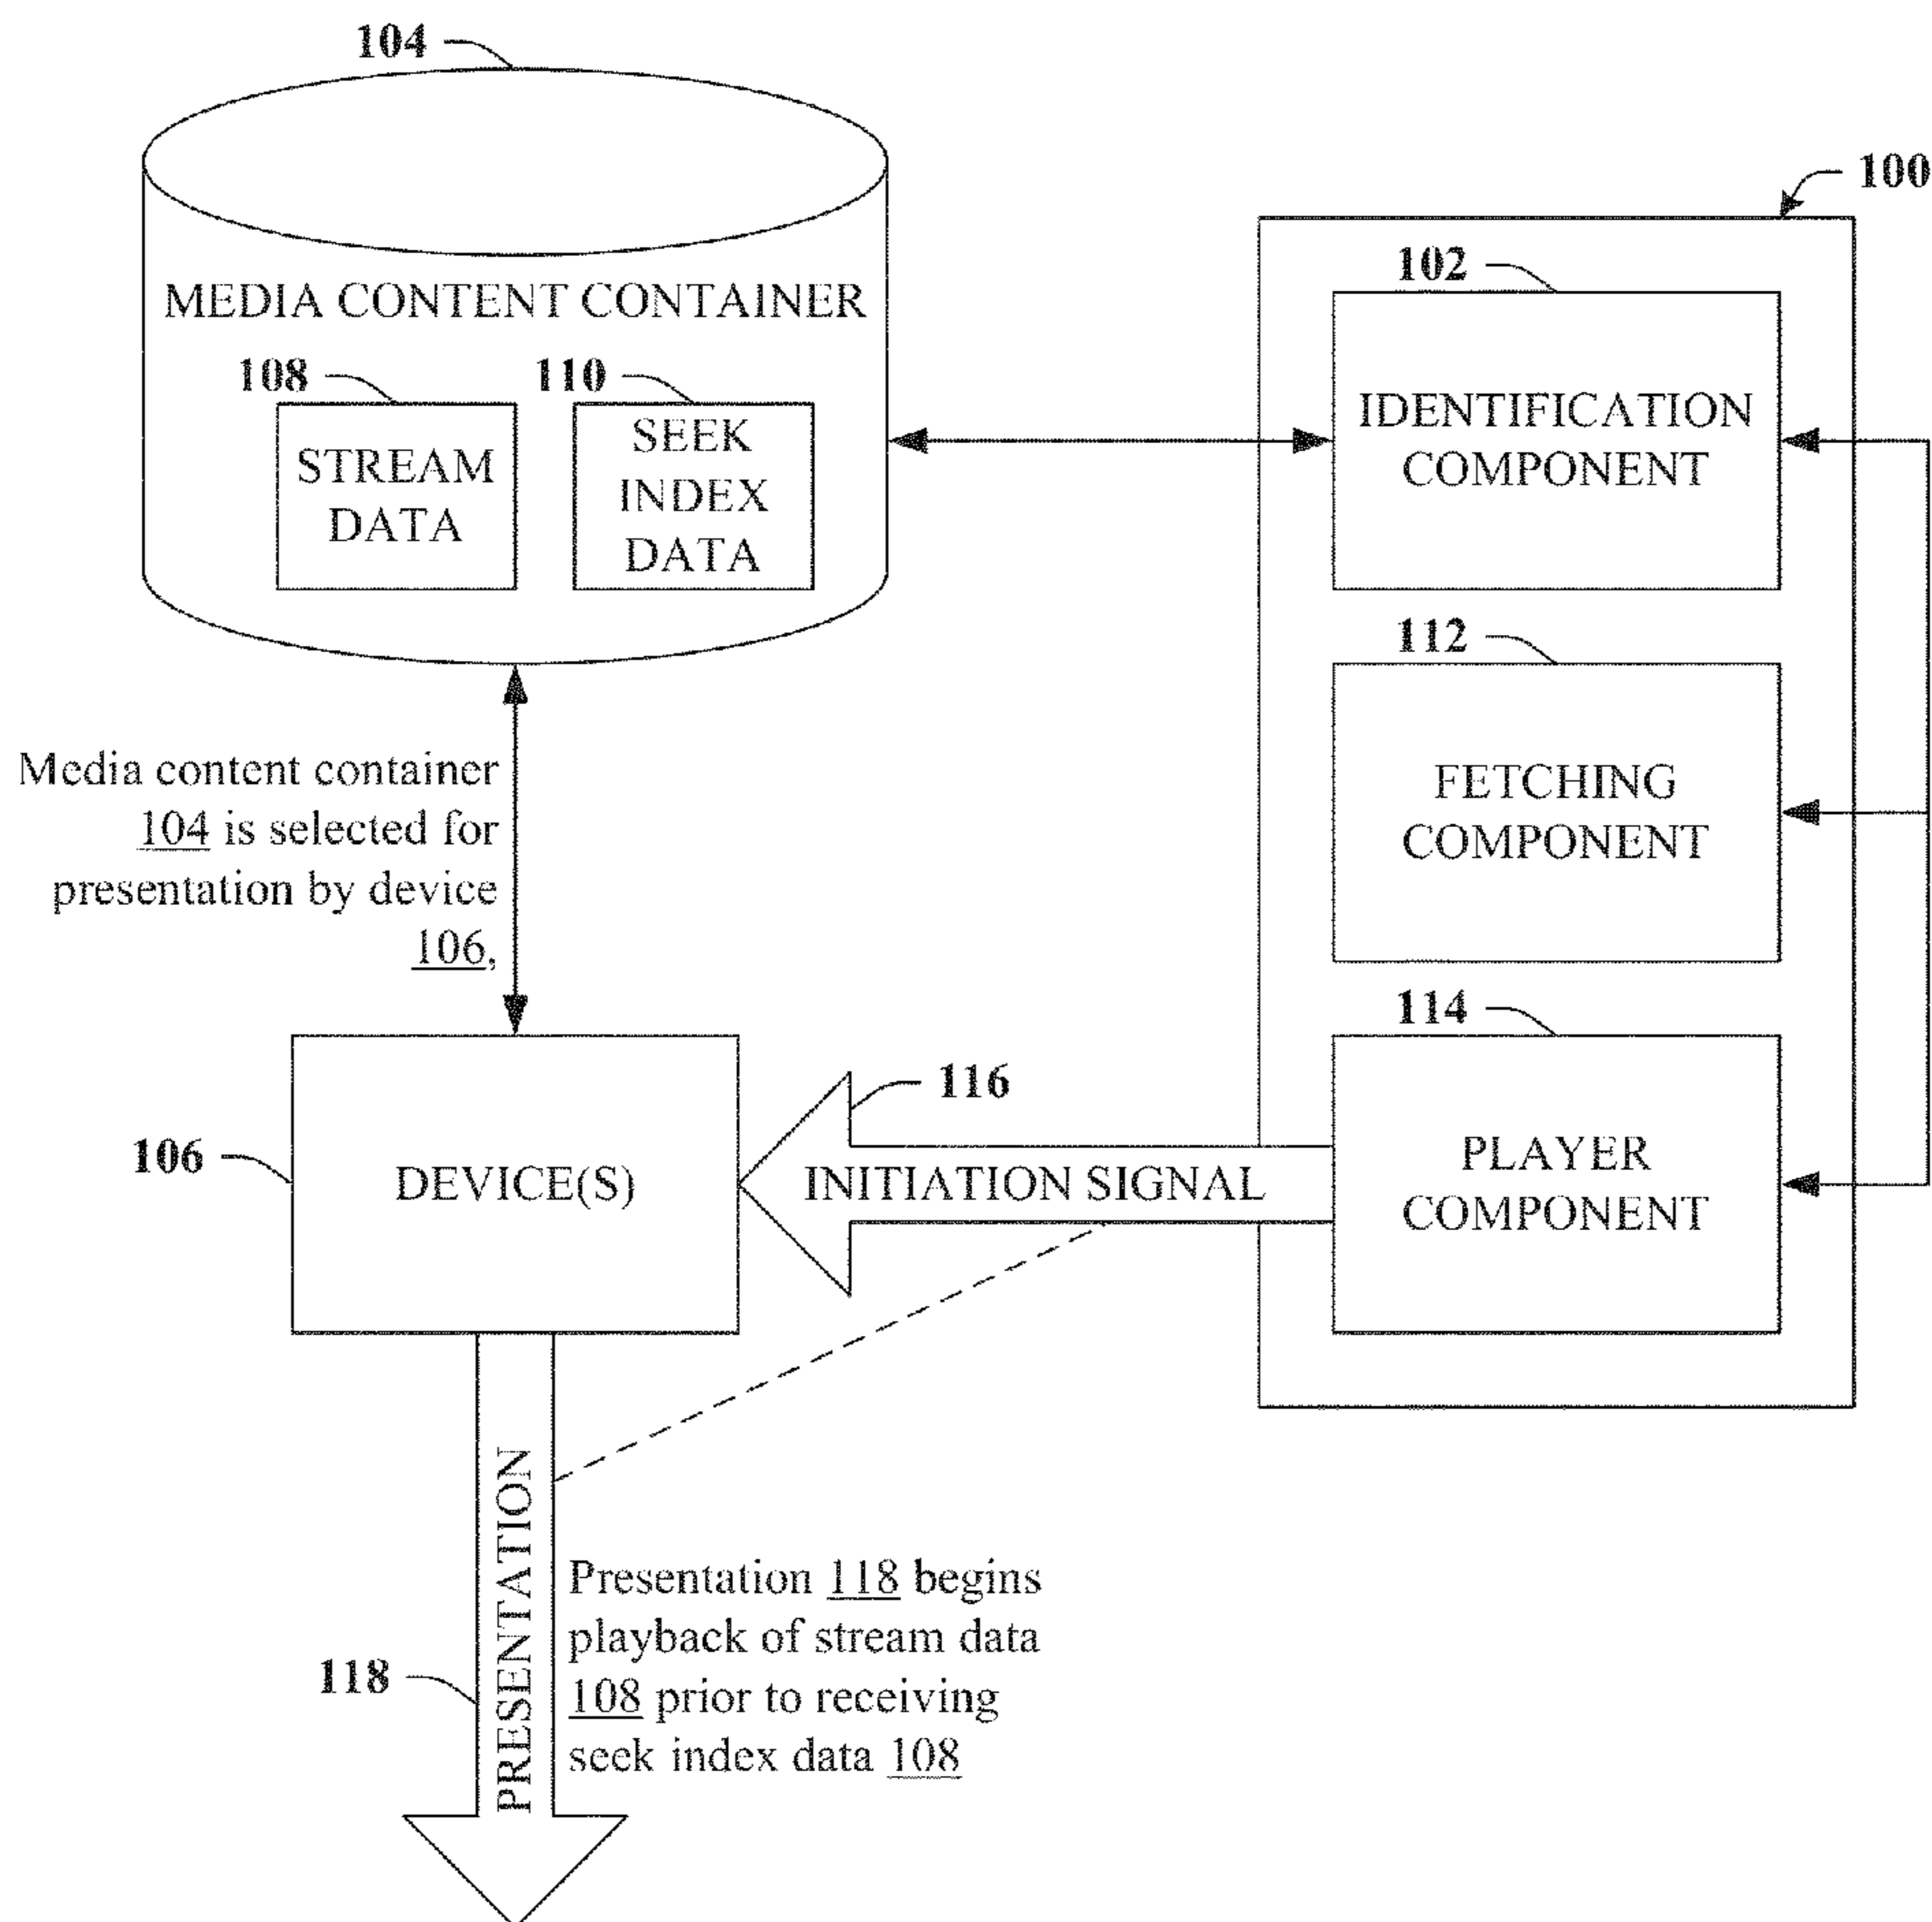 104
100
MEDIA CONTENT CONTAINER
108
110
STREAM
DATA
SEEK
INDEX
DATA
102
IDENTIFICATION
COMPONENT
112
FETCHING
COMPONENT
Media content container
104 is selected for
presentation by device
106,
114
PLAYER
COMPONENT
116
INITIATION SIGNAL
106
DEVICE(S)
PRESENTATION
118
Presentation 118 begins
playback of stream data
108 prior to receiving
seek index data 108